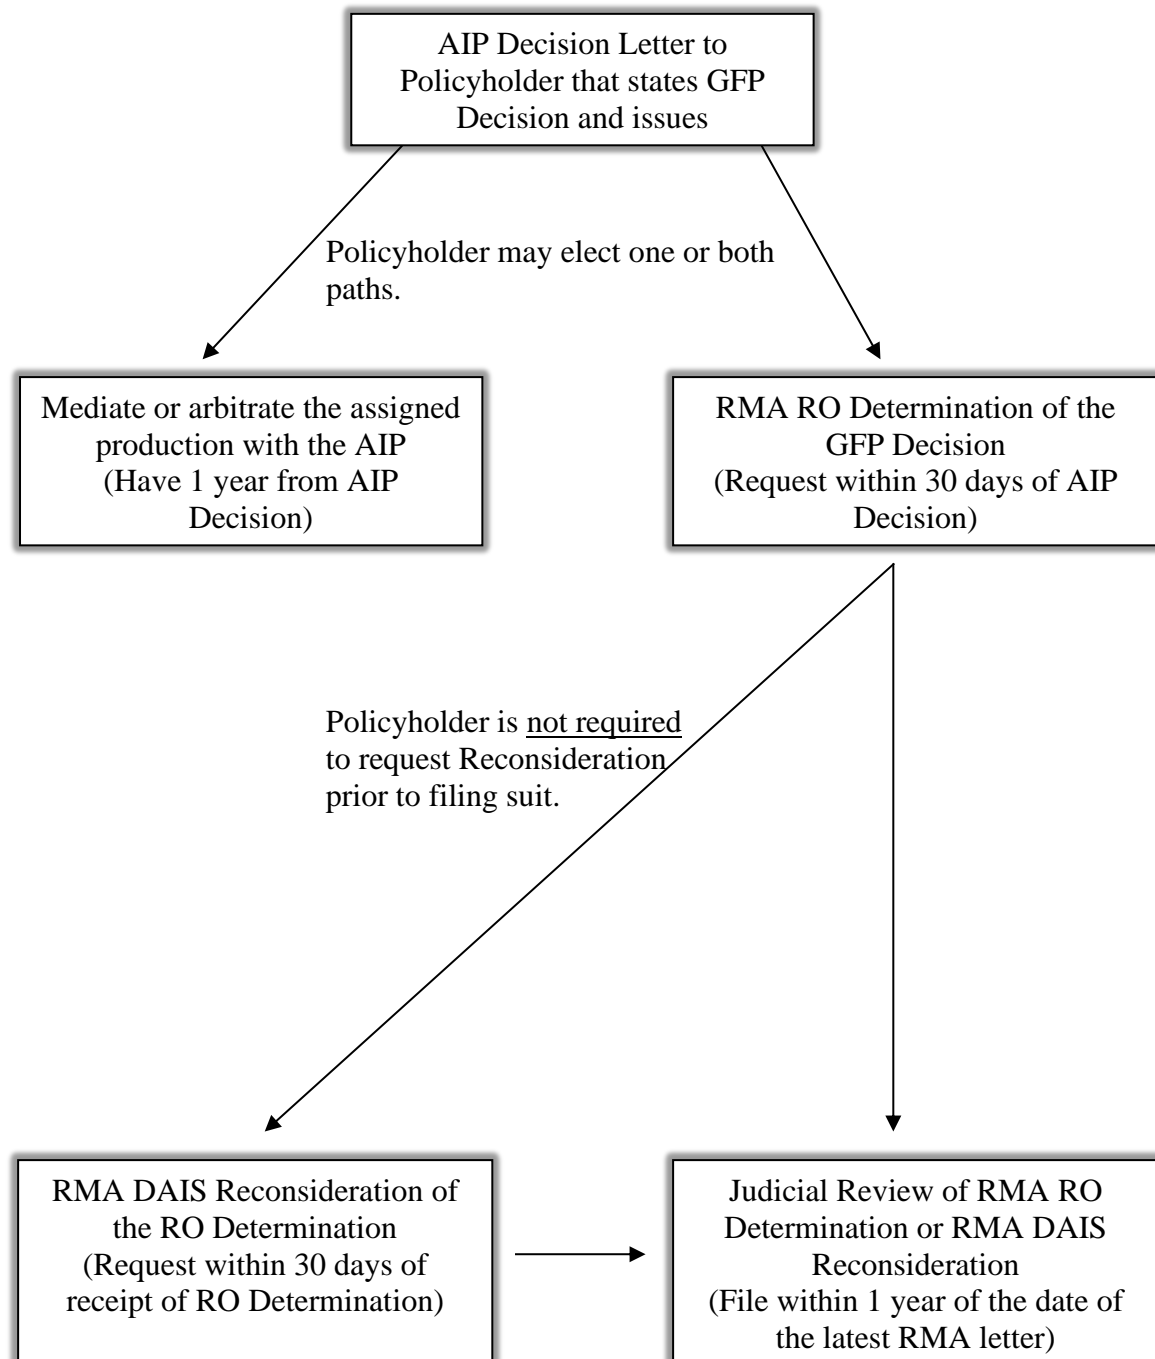 AIP Decision Letter to
Policyholder that states GFP
Decision and issues
Policyholder may elect one or both
paths.
Mediate or arbitrate the assigned
production with the AIP
(Have 1 year from AIP
Decision)
RMA RO Determination of the
GFP Decision
(Request within 30 days of AIP
Decision)
Policyholder is not required
to request Reconsideration
prior to filing suit.
RMA DAIS Reconsideration of
the RO Determination
(Request within 30 days of
receipt of RO Determination)
Judicial Review of RMA RO
Determination or RMA DAIS
Reconsideration
(File within 1 year of the date of
the latest RMA letter)